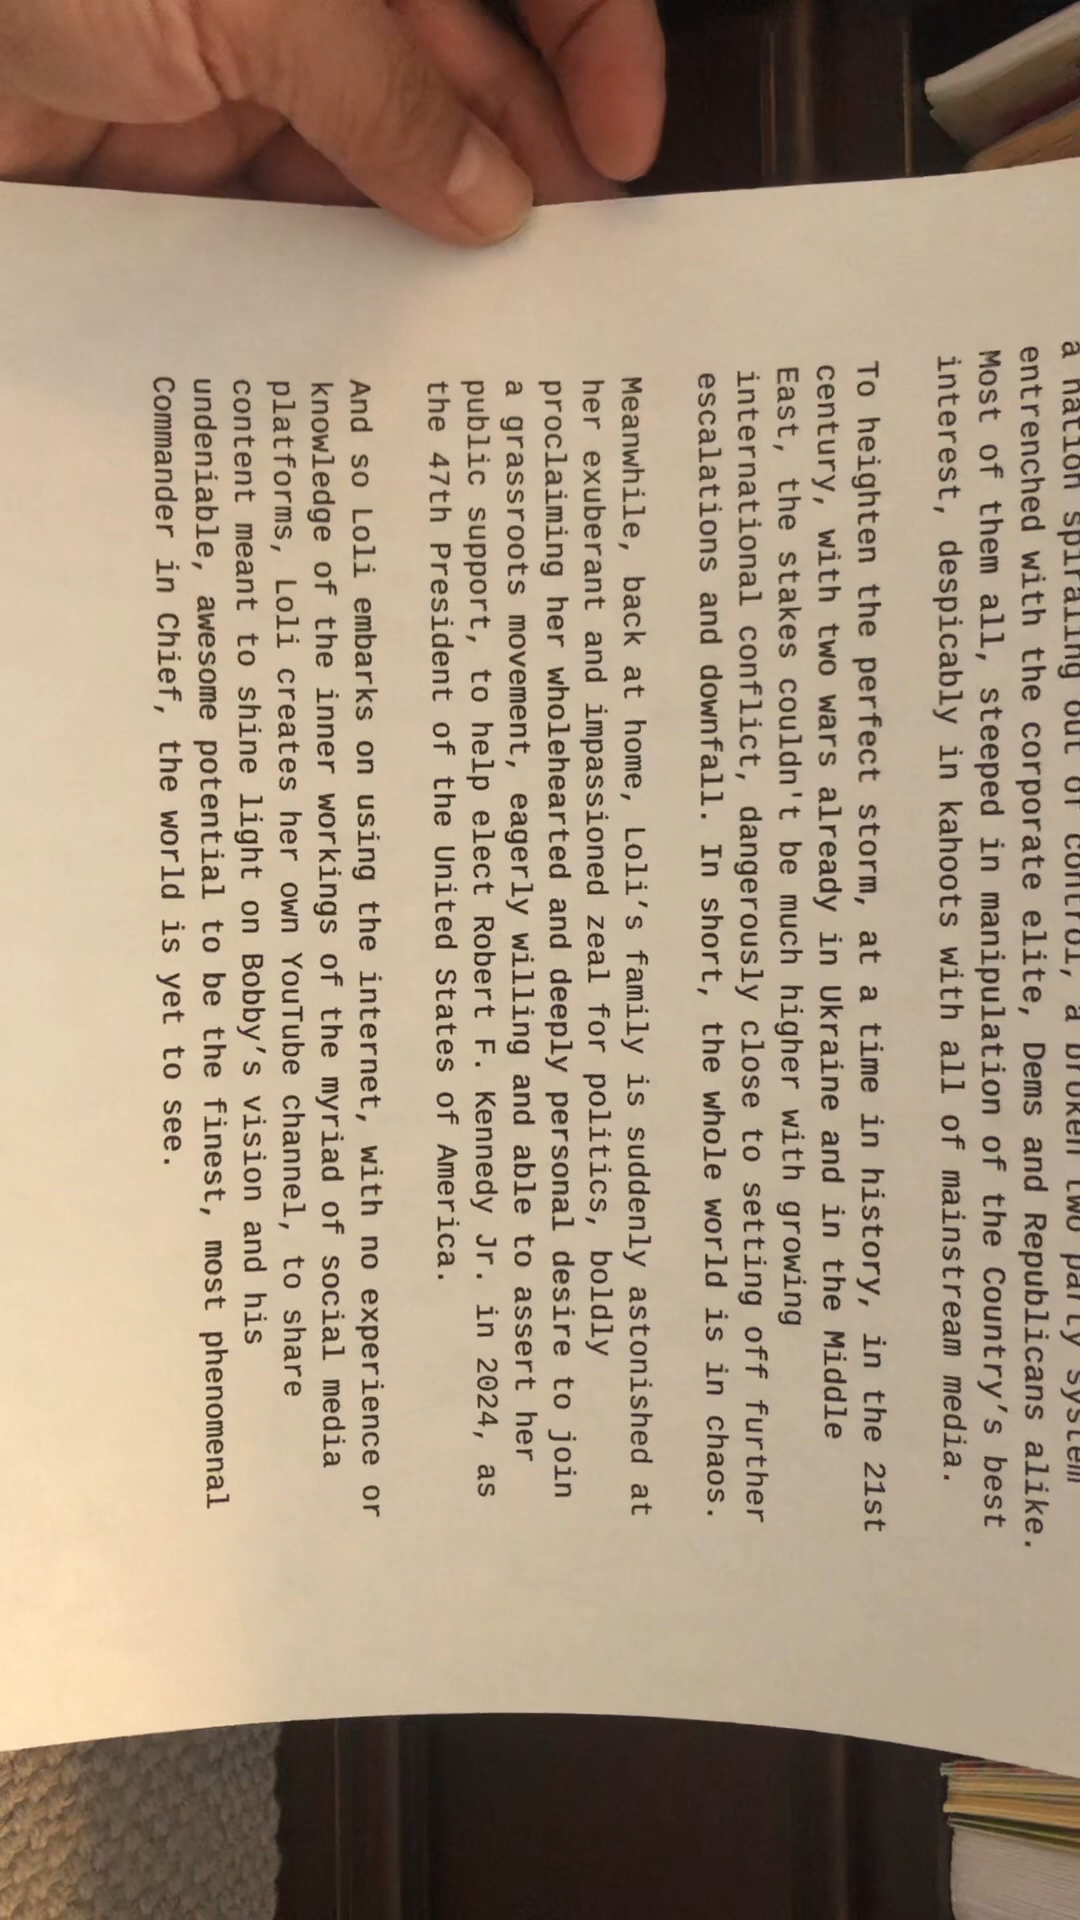 a nation spiraling out of control, a broken two party system
entrenched with the corporate elite, Dems and Republicans alike.
Most of them all, steeped in manipulation of the Country's best
interest, despicably in kahoots with all of mainstream media.
To heighten the perfect storm, at a time in history, in the 21st
century, with two wars already in Ukraine and in the Middle
East, the stakes couldn't be much higher with growing
international conflict, dangerously close to setting off further
escalations and downfall. In short, the whole world is in chaos.
Meanwhile, back at home, Loli's family is suddenly astonished at
her exuberant and impassioned zeal for politics, boldly
proclaiming her wholehearted and deeply personal desire to join
a grassroots movement, eagerly willing and able to assert her
public support, to help elect Robert F. Kennedy Jr. in 2024, as
the 47th President of the United States of America.
And so Loli embarks on using the internet, with no experience or
knowledge of the inner workings of the myriad of social media
platforms, Loli creates her own YouTube channel, to share
content meant to shine light on Bobby's vision and his
undeniable, awesome potential to be the finest, most phenomenal
Commander in Chief, the world is yet to see.